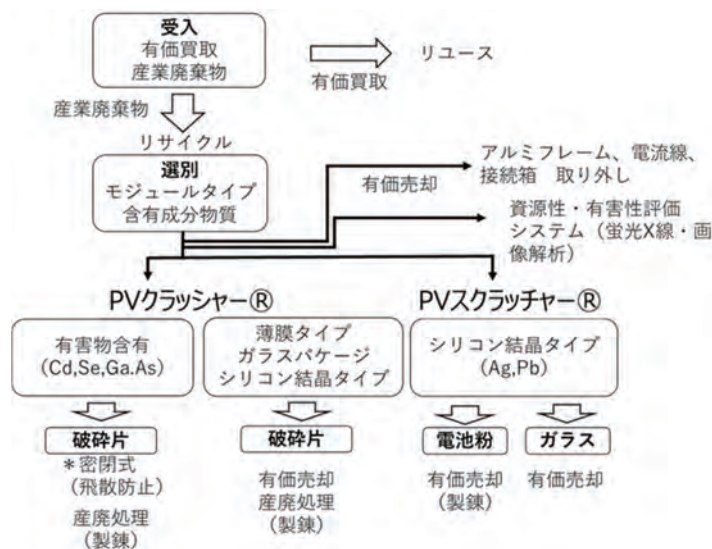 受入
有価買取
産業廃棄物
有価買取
リユース
産業廃棄物
リサイクル
選別
モジュールタイプ
含有成分物質
有価売却
アルミフレーム、電流線、
接続箱 取り外し
資源性・有害性評価
システム（蛍光X線・画
像解析）
PVクラッシャー®
PVスクラッチャー®
有害物含有
(Cd,Se,Ga.As)
薄膜タイプ
ガラスパケージ
シリコン結晶タイプ
シリコン結晶タイプ
(Ag,Pb)
破砕片
＊密閉式
（飛散防止）
産廃処理
（製錬）
破砕片
有価売却
産廃処理
（製錬）
電池粉
有価売却
（製錬）
ガラス
有価売却